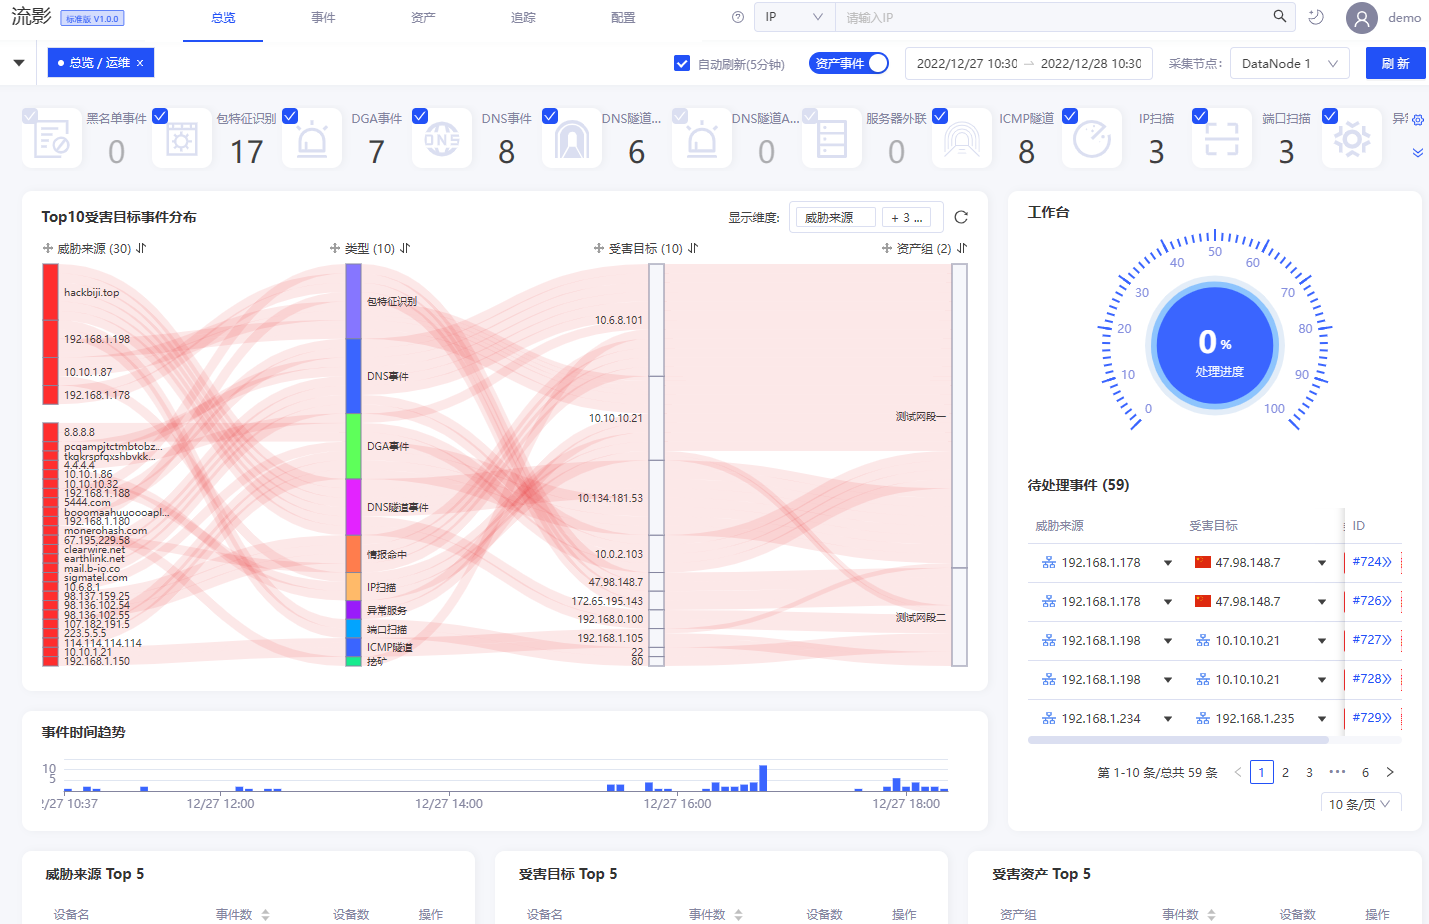 流影 标准版 V1.0.0 总览 事件 资产 追踪 配置 IP 请输入IP demo
总览 / 运维 × 自动刷新(5分钟) 资产事件 2022/12/27 10:30 → 2022/12/28 10:30 采集节点: DataNode 1 刷 新
黑名单事件 包特征识别 DGA事件 DNS事件 DNS隧道... DNS隧道A... 服务器外联 ICMP隧道 IP扫描 端口扫描
0 17 7 8 6 0 0 8 3 3
Top10受害目标事件分布
显示维度: 威胁来源 + 3 ...
威胁来源 (30) 类型 (10) 受害目标 (10) 资产组 (2)
hackbiji.top
192.168.1.198
10.10.1.87
192.168.1.178
8.8.8.8
pcqampjtctmbtobz...
tkqkrspfqxshbvkk...
4.4.4.4
10.10.1.86
10.10.10.32
192.168.1.188
5444.com
booomaahuuoooapl...
192.168.1.180
monerohash.com
67.195.229.58
clearwire.net
earthlink.net
mail.b-io.co
sigmatel.com
10.6.8.1
98.137.159.25
98.136.102.54
98.136.102.55
107.182.191.5
223.5.5.5
114.114.114.114
10.10.1.21
192.168.1.150
包特征识别
DNS事件
DGA事件
DNS隧道事件
情报命中
IP扫描
异常服务
端口扫描
ICMP隧道
挖矿
10.6.8.101
10.10.10.21
10.134.181.53
10.0.2.103
47.98.148.7
172.65.195.143
192.168.0.100
192.168.1.105
22
80
测试网段一
测试网段二
工作台
0 10 20 30 40 50 60 70 80 90 100
0 %
处理进度
待处理事件 (59)
威胁来源 受害目标 ID
192.168.1.178 47.98.148.7 #724
192.168.1.178 47.98.148.7 #726
192.168.1.198 10.10.10.21 #727
192.168.1.198 10.10.10.21 #728
192.168.1.234 192.168.1.235 #729
第 1-10 条/总共 59 条 < 1 2 3 ••• 6 >
10 条/页
事件时间趋势
10
5
2/27 10:37 12/27 12:00 12/27 14:00 12/27 16:00 12/27 18:00
威胁来源 Top 5
设备名 事件数 设备数 操作
受害目标 Top 5
设备名 事件数 设备数 操作
受害资产 Top 5
资产组 事件数 设备数 操作